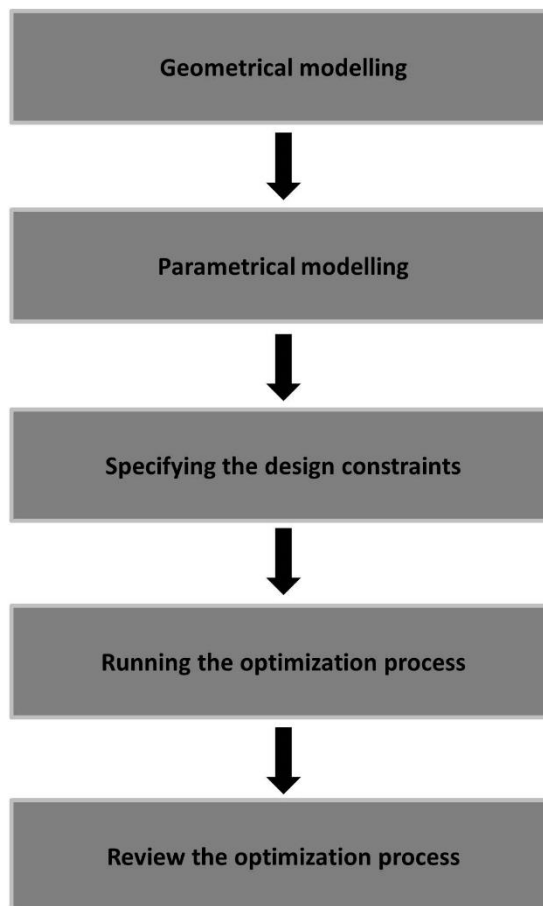 Geometrical modelling
Parametrical modelling
Specifying the design constraints
Running the optimization process
Review the optimization process